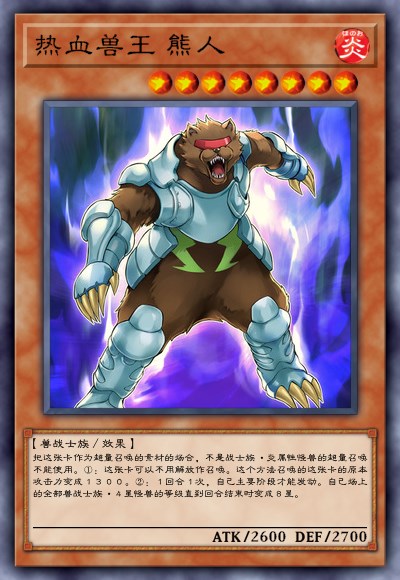 热血兽王 熊人
炎
ほのお
【兽战士族／效果】
把这张卡作为超量召唤的素材的场合，不是战士族·炎属性怪兽的超量召唤
不能使用。①：这张卡可以不用解放作召唤。这个方法召唤的这张卡的原本
攻击力变成１３００。②：１回合１次，自己主要阶段才能发动。自己场上
的全部兽战士族·４星怪兽的等级直到回合结束时变成８星。
ATK/2600 DEF/2700